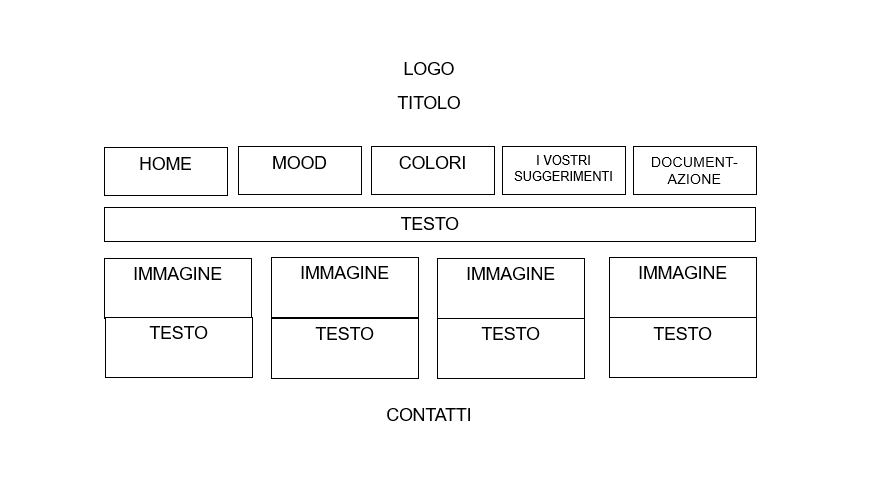 LOGO
TITOLO
HOME
MOOD
COLORI
I VOSTRI
SUGGERIMENTI
DOCUMENT-
AZIONE
TESTO
IMMAGINE
IMMAGINE
IMMAGINE
IMMAGINE
TESTO
TESTO
TESTO
TESTO
CONTATTI